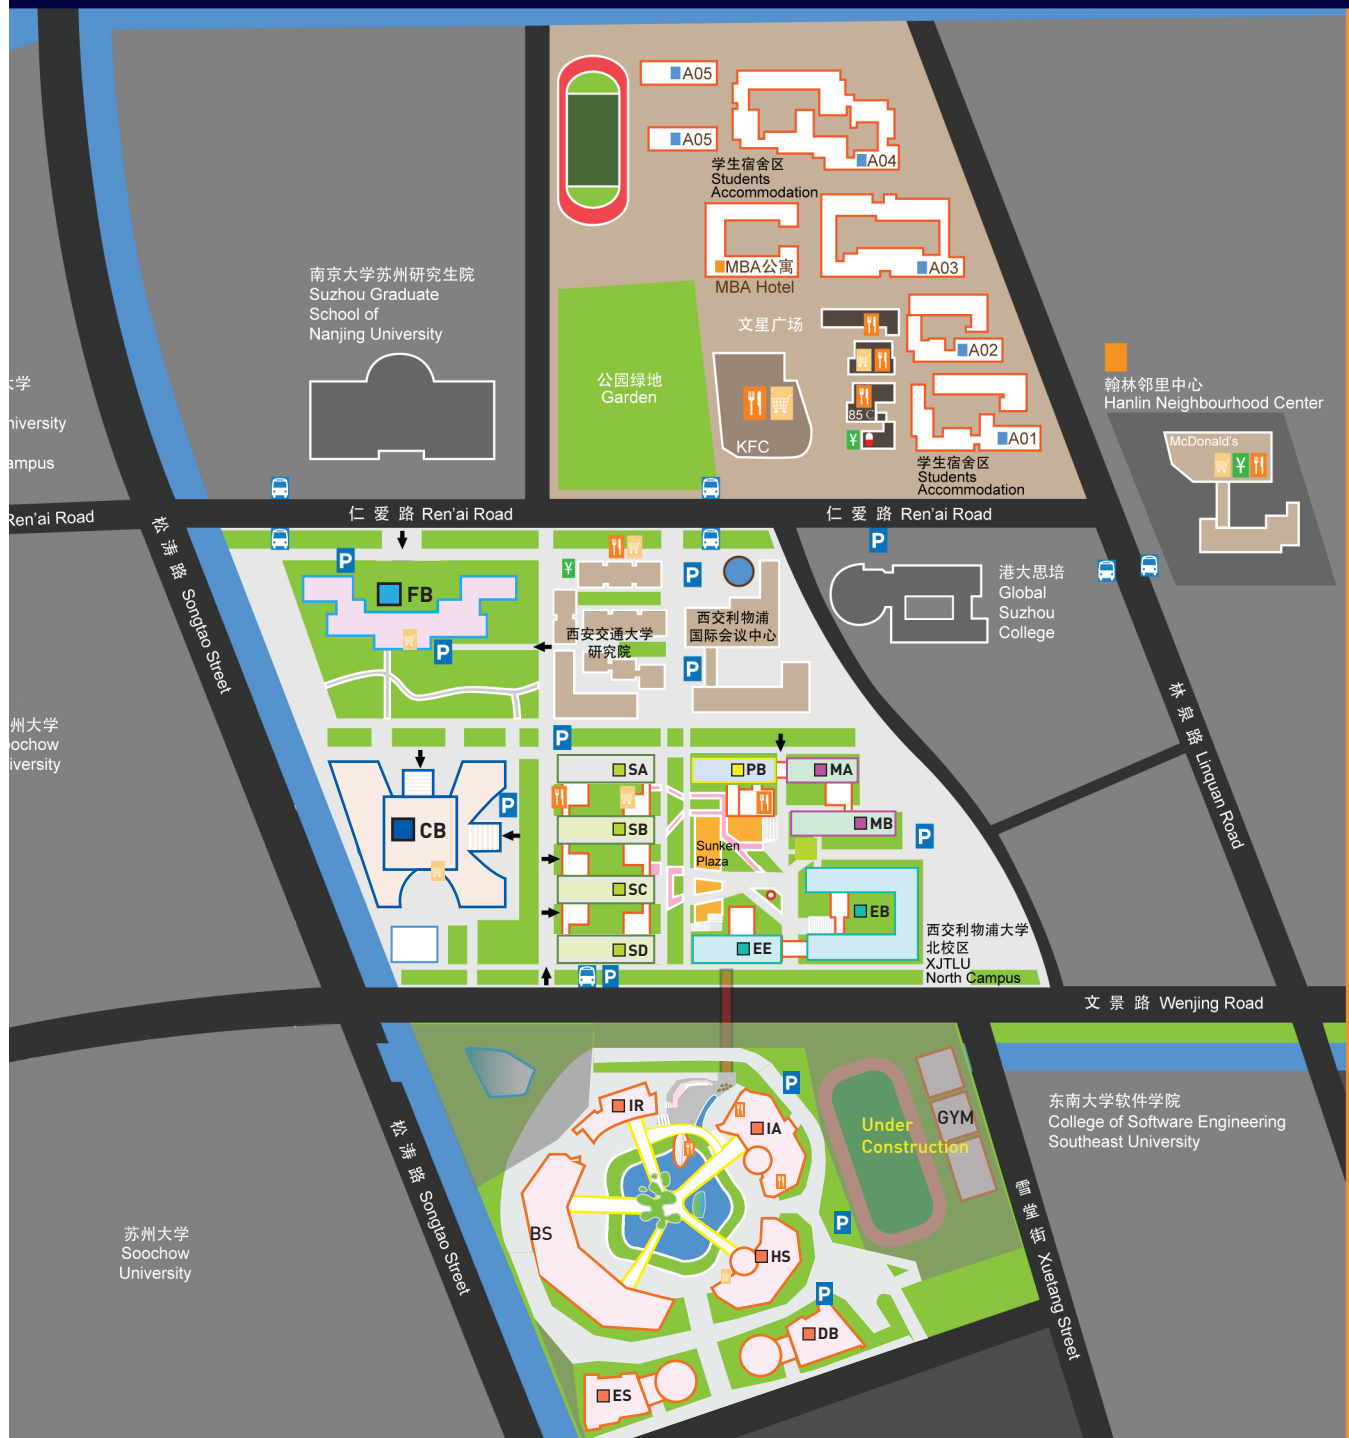 A05
A05
A04
学生宿舍区
Students
Accommodation
A03
MBA公寓
MBA Hotel
南京大学苏州研究生院
Suzhou Graduate
School of
Nanjing University
文星广场
A02
公园绿地
Garden
KFC
85
¥
A01
学生宿舍区
Students
Accommodation
翰林邻里中心
Hanlin Neighbourhood Center
McDonald's
¥
大学
niversity
ampus
Ren'ai Road
仁爱路 Ren'ai Road
仁爱路 Ren'ai Road
松涛路 Songtao Street
P
P
FB
¥
P
西安交通大学
研究院
P
西交利物浦
国际会议中心
P
P
港大思培
Global
Suzhou
College
林泉路 Linquan Road
州大学
oochow
iversity
P
SA
PB
MA
P
CB
SB
MB
P
Sunken
Plaza
SC
EB
SD
EE
西交利物浦大学
北校区
XJTLU
North Campus
P
文景路 Wenjing Road
松涛路 Songtao Street
IR
IA
P
Under
Construction
GYM
东南大学软件学院
College of Software Engineering
Southeast University
雪堂街 Xuetang Street
苏州大学
Soochow
University
BS
P
HS
P
DB
ES